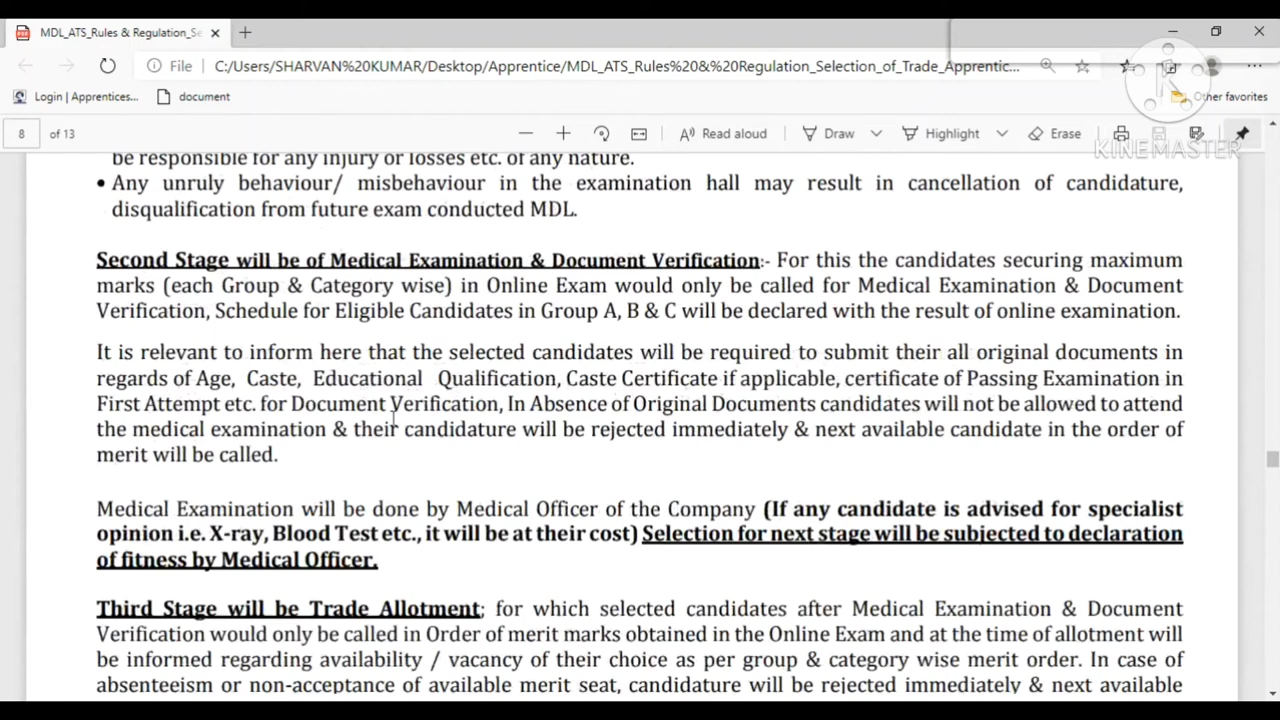 MDL_ATS_Rules & Regulation_Se
File C:/Users/SHARVAN%20KUMAR/Desktop/Apprentice/MDL_ATS_Rules%20&%20Regulation_Selection_of_Trade_Apprentic...
Login | Apprentices... document Other favorites
8 of 13 Read aloud Draw Highlight Erase
KINEMASTER
be responsible for any injury or losses etc. of any nature.
• Any unruly behaviour/ misbehaviour in the examination hall may result in cancellation of candidature,
disqualification from future exam conducted MDL.
Second Stage will be of Medical Examination & Document Verification:- For this the candidates securing maximum
marks (each Group & Category wise) in Online Exam would only be called for Medical Examination & Document
Verification, Schedule for Eligible Candidates in Group A, B & C will be declared with the result of online examination.
It is relevant to inform here that the selected candidates will be required to submit their all original documents in
regards of Age, Caste, Educational Qualification, Caste Certificate if applicable, certificate of Passing Examination in
First Attempt etc. for Document Verification, In Absence of Original Documents candidates will not be allowed to attend
the medical examination & their candidature will be rejected immediately & next available candidate in the order of
merit will be called.
Medical Examination will be done by Medical Officer of the Company (If any candidate is advised for specialist
opinion i.e. X-ray, Blood Test etc., it will be at their cost) Selection for next stage will be subjected to declaration
of fitness by Medical Officer.
Third Stage will be Trade Allotment; for which selected candidates after Medical Examination & Document
Verification would only be called in Order of merit marks obtained in the Online Exam and at the time of allotment will
be informed regarding availability / vacancy of their choice as per group & category wise merit order. In case of
absenteeism or non-acceptance of available merit seat, candidature will be rejected immediately & next available